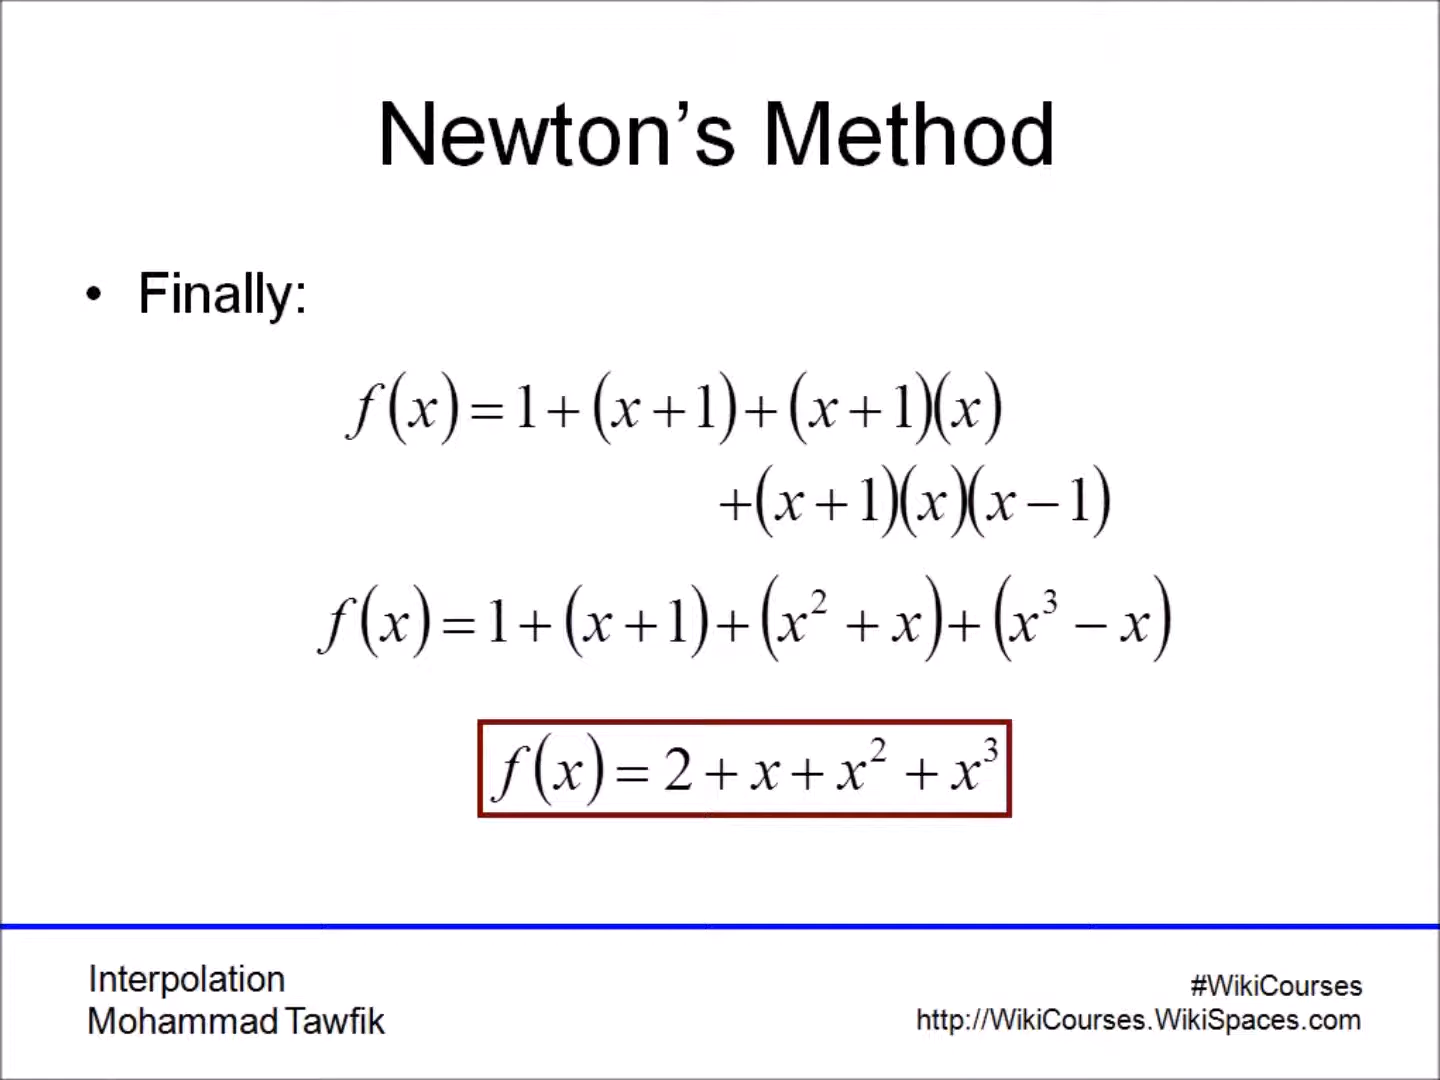 Newton’s Method
• Finally:
f(x)=1+(x+1)+(x+1)(x)
+(x+1)(x)(x−1)
f(x)=1+(x+1)+(x²+x)+(x³−x)
f(x)=2+x+x²+x³
Interpolation
Mohammad Tawfik
#WikiCourses
http://WikiCourses.WikiSpaces.com